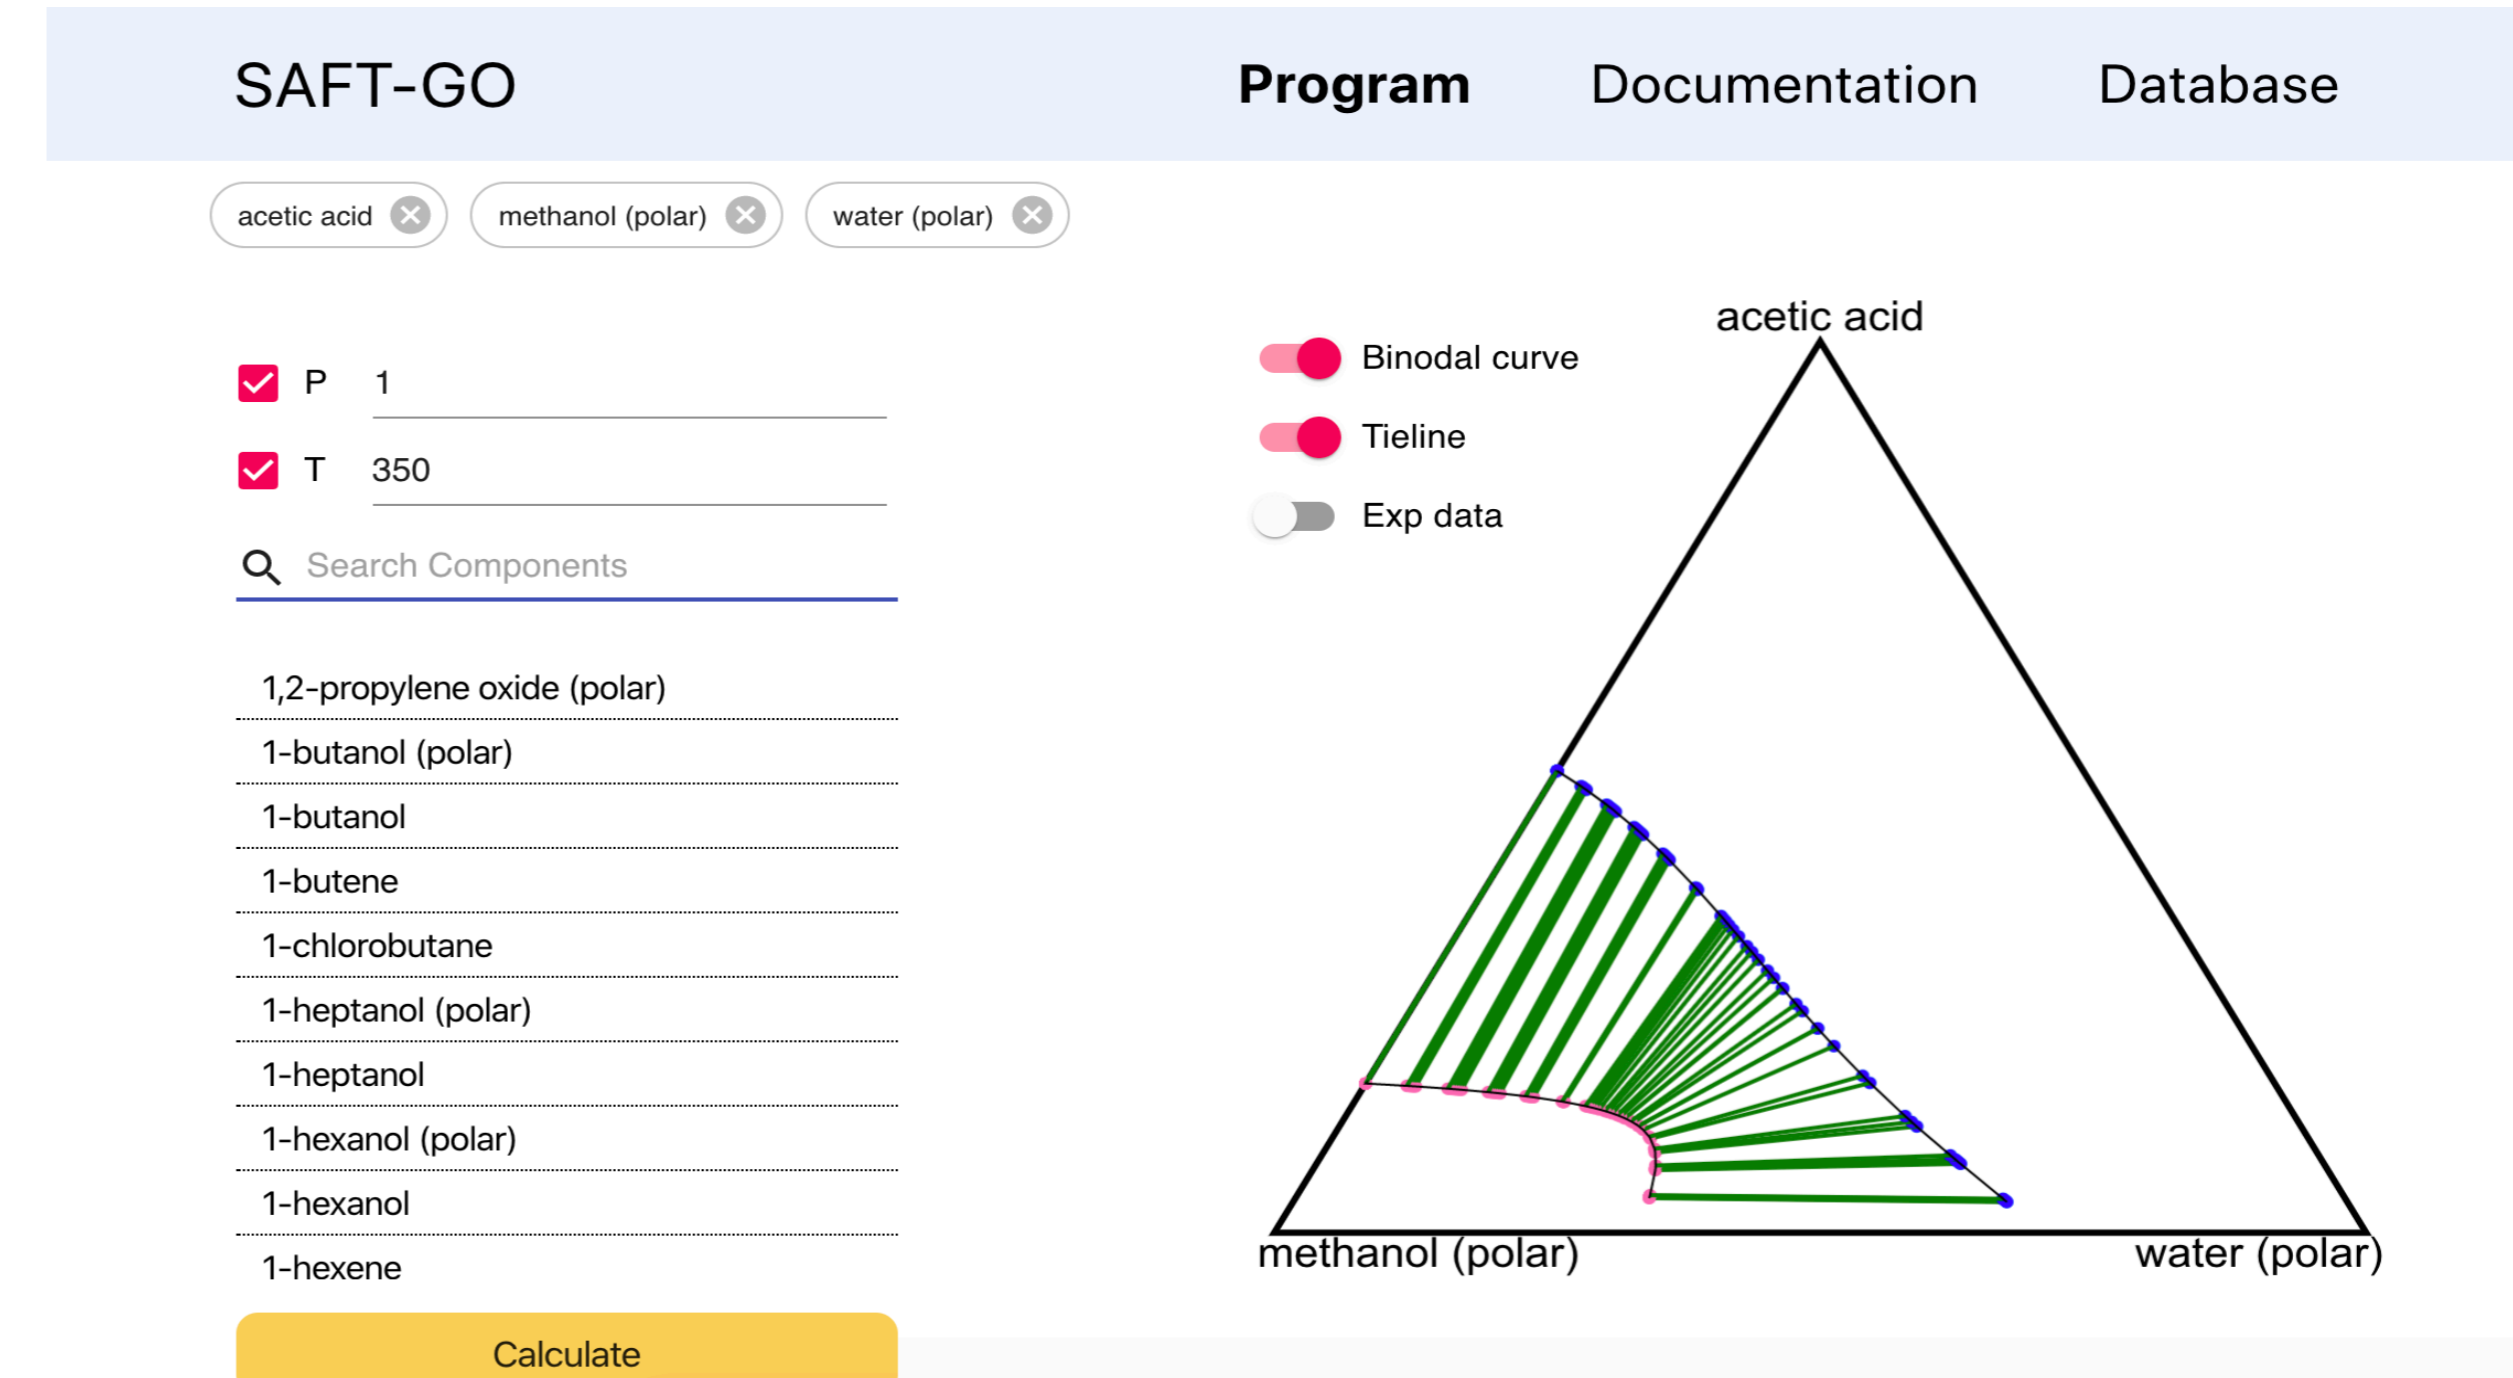 SAFT-GO
Program
Documentation
Database
acetic acid
methanol (polar)
water (polar)
P 1
T 350
Search Components
1,2-propylene oxide (polar)
1-butanol (polar)
1-butanol
1-butene
1-chlorobutane
1-heptanol (polar)
1-heptanol
1-hexanol (polar)
1-hexanol
1-hexene
Calculate
Binodal curve
Tieline
Exp data
acetic acid
methanol (polar)
water (polar)